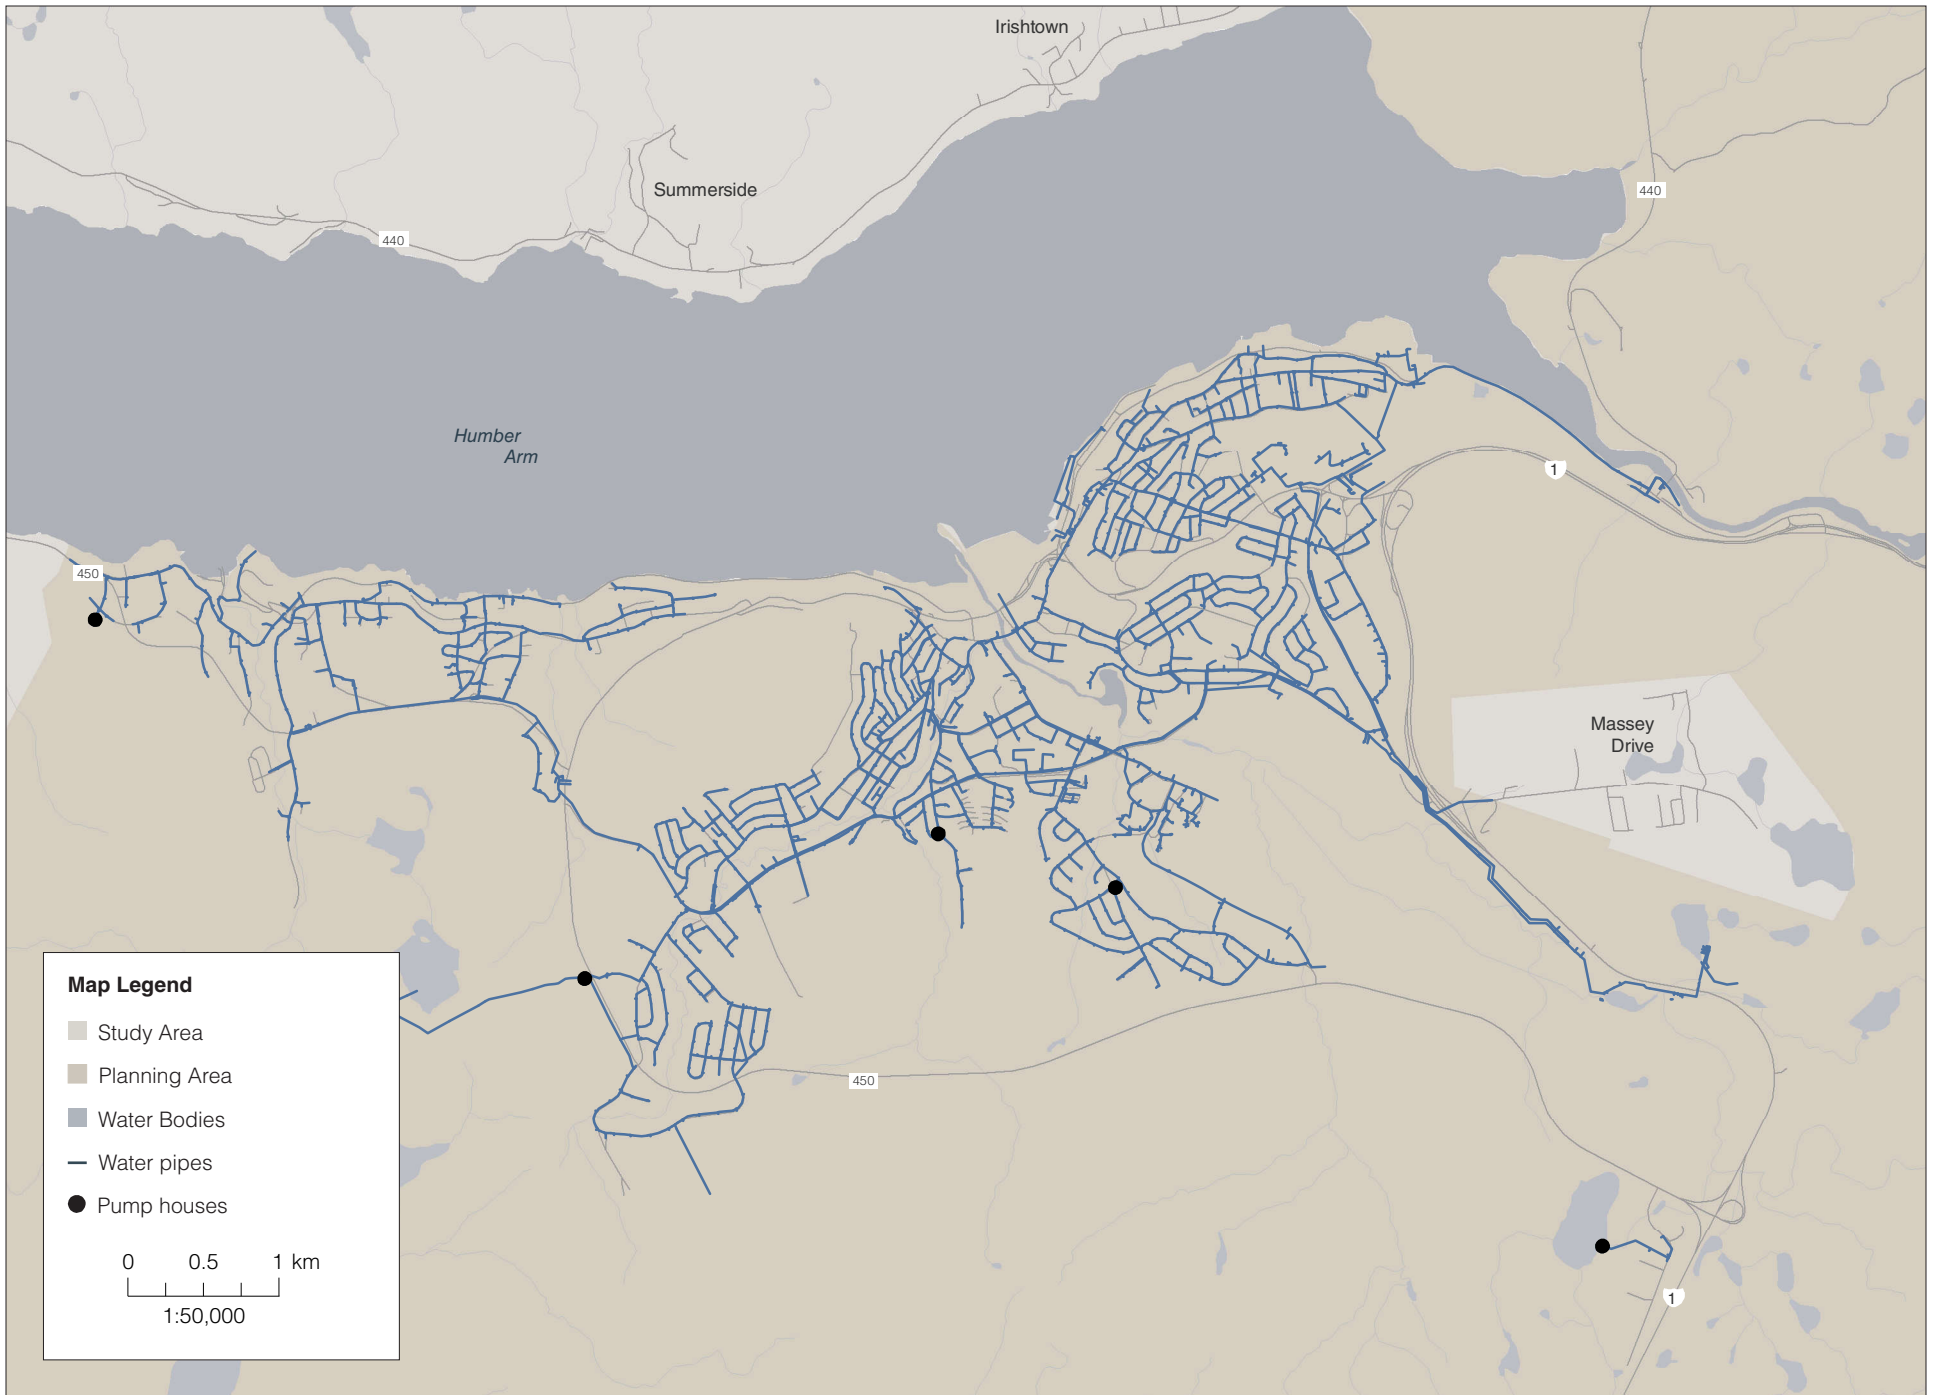 Irishtown
Summerside
440
440
Humber
Arm
1
450
Massey
Drive
450
1
Map Legend
Study Area
Planning Area
Water Bodies
Water pipes
Pump houses
0 0.5 1 km
1:50,000